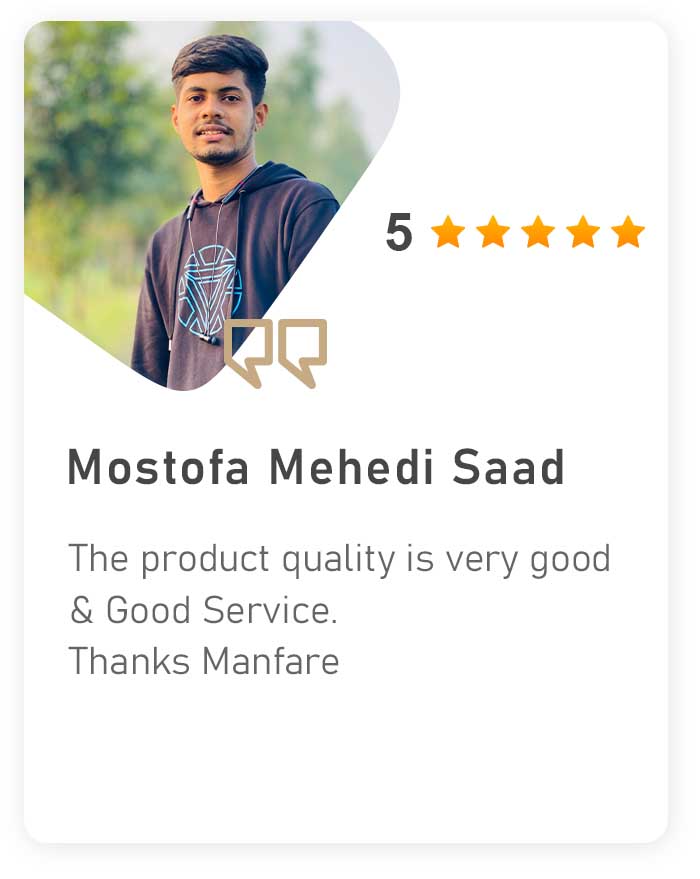 5
Mostofa Mehedi Saad
The product quality is very good
& Good Service.
Thanks Manfare